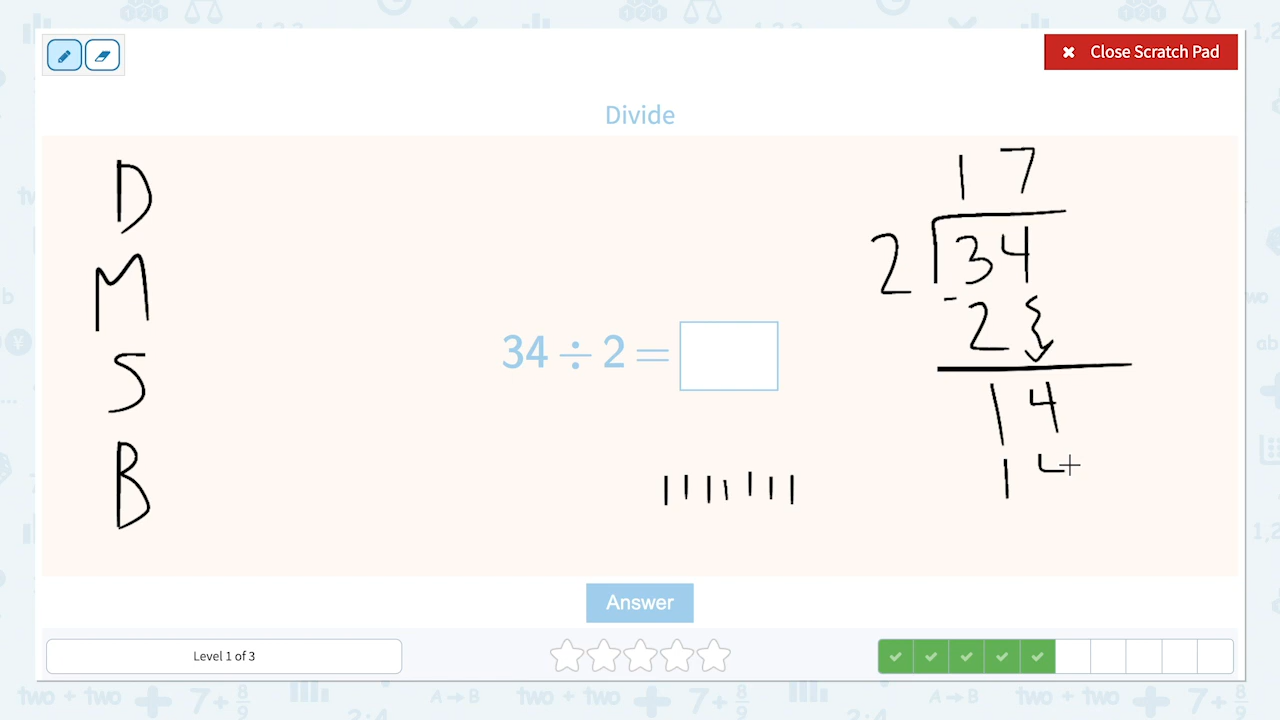 Close Scratch Pad
Divide
D
M
S
B
17
2 34
- 2
14
14
34 ÷ 2 =
Answer
Level 1 of 3